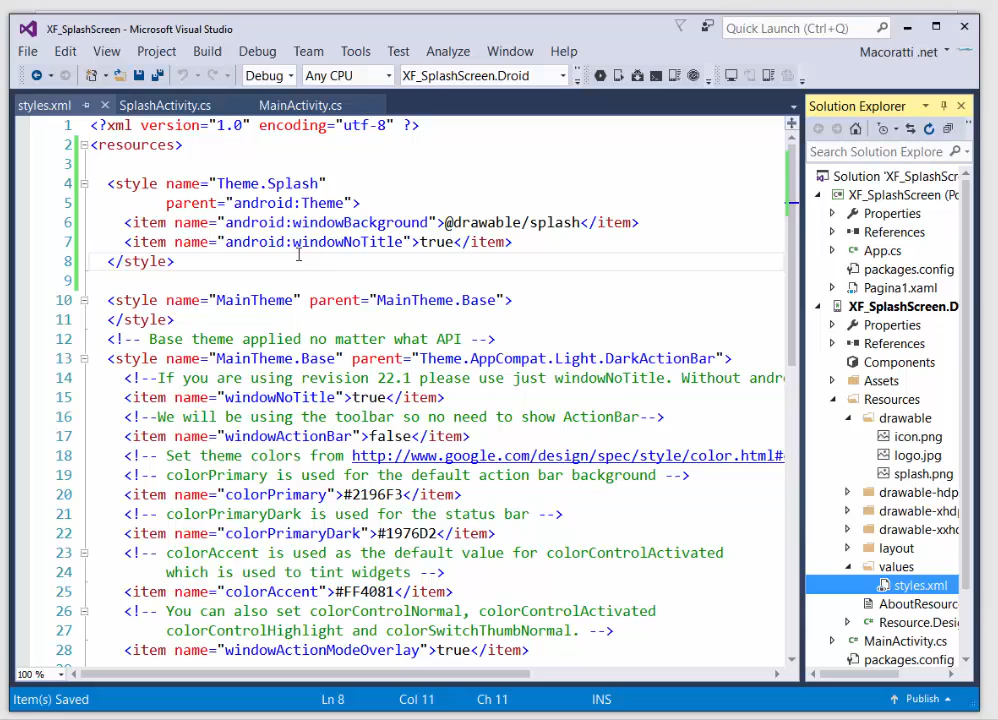 XF_SplashScreen - Microsoft Visual Studio
Quick Launch (Ctrl+Q)
File Edit View Project Build Debug Team Tools Test Analyze Window Help
Macoratti .net
Debug Any CPU XF_SplashScreen.Droid
styles.xml SplashActivity.cs MainActivity.cs
1 <?xml version="1.0" encoding="utf-8" ?>
2 <resources>
3
4 <style name="Theme.Splash"
5 parent="android:Theme">
6 <item name="android:windowBackground">@drawable/splash</item>
7 <item name="android:windowNoTitle">true</item>
8 </style>
9
10 <style name="MainTheme" parent="MainTheme.Base">
11 </style>
12 <!-- Base theme applied no matter what API -->
13 <style name="MainTheme.Base" parent="Theme.AppCompat.Light.DarkActionBar">
14 <!--If you are using revision 22.1 please use just windowNoTitle. Without andr
15 <item name="windowNoTitle">true</item>
16 <!--We will be using the toolbar so no need to show ActionBar-->
17 <item name="windowActionBar">false</item>
18 <!-- Set theme colors from http://www.google.com/design/spec/style/color.html#
19 <!-- colorPrimary is used for the default action bar background -->
20 <item name="colorPrimary">#2196F3</item>
21 <!-- colorPrimaryDark is used for the status bar -->
22 <item name="colorPrimaryDark">#1976D2</item>
23 <!-- colorAccent is used as the default value for colorControlActivated
24 which is used to tint widgets -->
25 <item name="colorAccent">#FF4081</item>
26 <!-- You can also set colorControlNormal, colorControlActivated
27 colorControlHighlight and colorSwitchThumbNormal. -->
28 <item name="windowActionModeOverlay">true</item>
100 %
Solution Explorer
Search Solution Explore
Solution 'XF_SplashScr
XF_SplashScreen (Po
Properties
References
App.cs
packages.config
Pagina1.xaml
XF_SplashScreen.D
Properties
References
Components
Assets
Resources
drawable
icon.png
logo.jpg
splash.png
drawable-hdp
drawable-xhdp
drawable-xxhd
layout
values
styles.xml
AboutResourc
Resource.Desi
MainActivity.cs
packages.config
Item(s) Saved Ln 8 Col 11 Ch 11 INS Publish